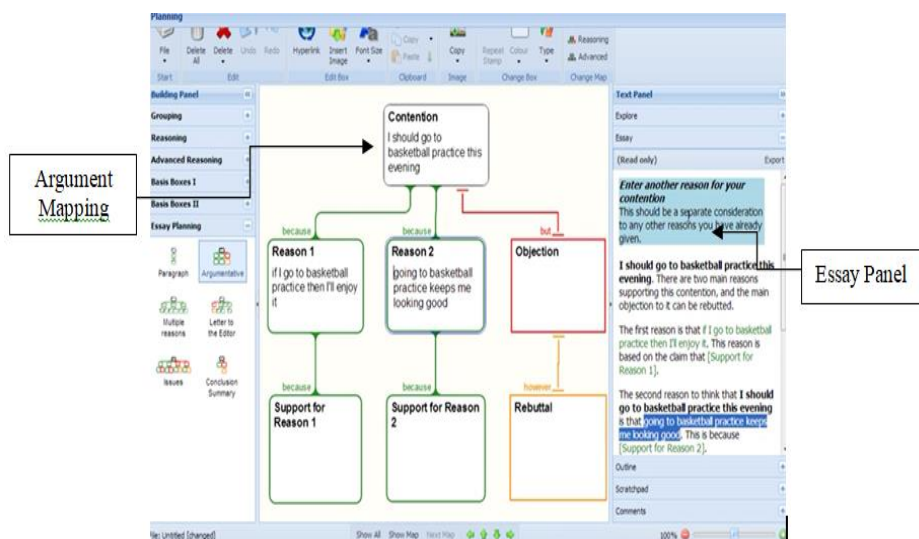 Planning
File
Delete All
Delete
Undo
Redo
Hyperlink
Insert Image
Font Size
Copy
Paste
Copy
Repeat Stamp
Colour
Type
Reasoning
Advanced
Start
Edit
Edit Box
Clipboard
Image
Change Box
Change Map
Building Panel
Grouping
Reasoning
Advanced Reasoning
Basis Boxes I
Basis Boxes II
Essay Planning
Paragraph
Argumentative
Multiple reasons
Letter to the Editor
Issues
Conclusion Summary
Argument
Mapping
Contention
I should go to
basketball practice this
evening
because
because
but
Reason 1
if I go to basketball
practice then I'll enjoy
it
Reason 2
going to basketball
practice keeps me
looking good
Objection
because
because
however
Support for
Reason 1
Support for Reason
2
Rebuttal
Text Panel
Explore
Essay
(Read only)
Export
Enter another reason for your
contention
This should be a separate consideration
to any other reasons you have already
given.
I should go to basketball practice this
evening. There are two main reasons
supporting this contention, and the main
objection to it can be rebutted.
The first reason is that if I go to basketball
practice then I'll enjoy it. This reason is
based on the claim that [Support for
Reason 1].
The second reason to think that I should
go to basketball practice this evening
is that going to basketball practice keeps
me looking good. This is because
[Support for Reason 2].
Outline
Scratchpad
Comments
Essay Panel
File: Untitled [changed]
Show All
Show Map
Next Map
100%